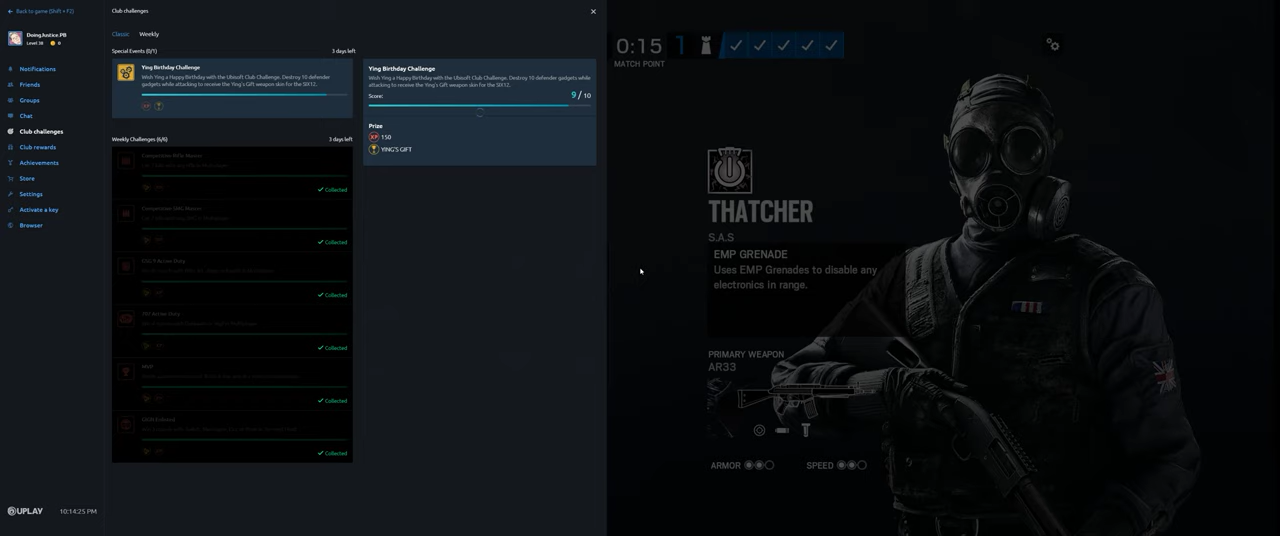 Back to game (Shift + F2)
DoingJustice.PB
Level 38
0
Notifications
Friends
Groups
Chat
Club challenges
Club rewards
Achievements
Store
Settings
Activate a key
Browser
UPLAY
10:14:25 PM
Club challenges
Classic
Weekly
Special Events (0/1)
3 days left
Ying Birthday Challenge
Wish Ying a Happy Birthday with the Ubisoft Club Challenge. Destroy 10 defender
gadgets while attacking to receive the Ying's Gift weapon skin for the SIX12.
XP
Weekly Challenges (6/6)
3 days left
Collected
Collected
Collected
Collected
MVP
Collected
Collected
Ying Birthday Challenge
Wish Ying a Happy Birthday with the Ubisoft Club Challenge. Destroy 10 defender gadgets while
attacking to receive the Ying's Gift weapon skin for the SIX12.
Score:
9 / 10
Prize
XP 150
YING'S GIFT
0:15 1
MATCH POINT
THATCHER
S.A.S
EMP GRENADE
Uses EMP Grenades to disable any
electronics in range.
PRIMARY WEAPON
AR33
ARMOR
SPEED